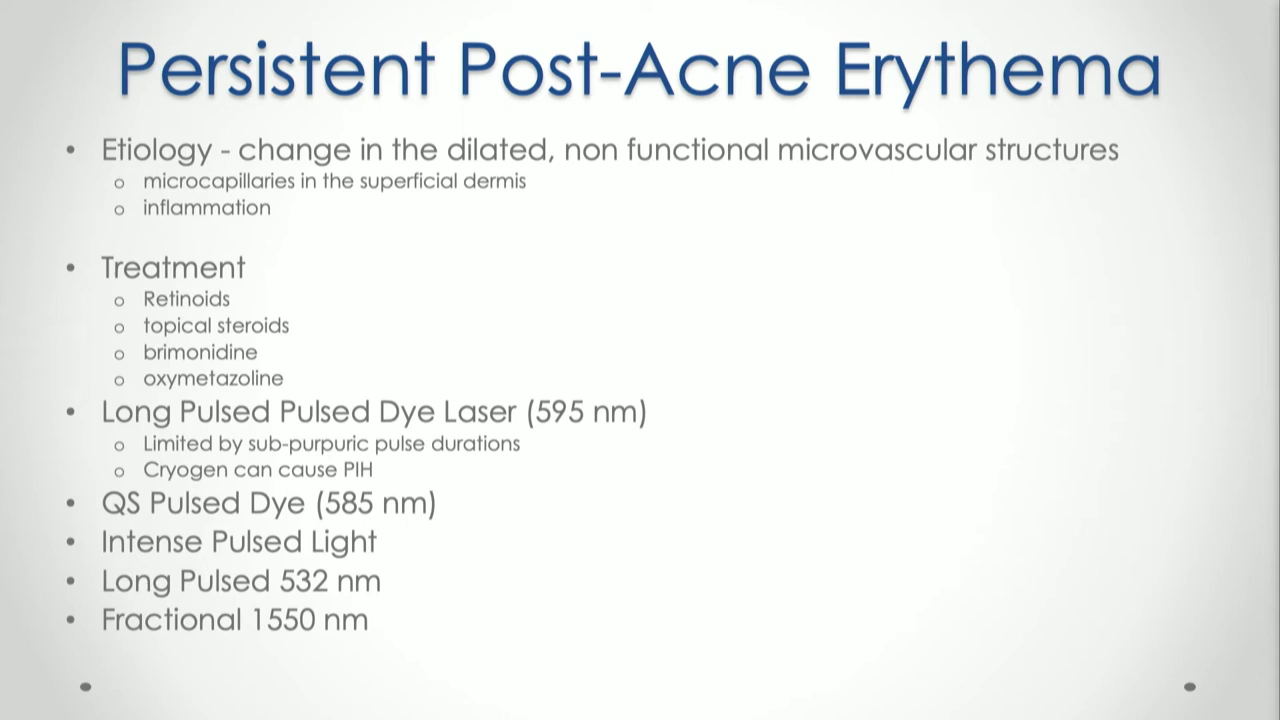 Persistent Post-Acne Erythema
• Etiology - change in the dilated, non functional microvascular structures
o microcapillaries in the superficial dermis
o inflammation
• Treatment
o Retinoids
o topical steroids
o brimonidine
o oxymetazoline
• Long Pulsed Pulsed Dye Laser (595 nm)
o Limited by sub-purpuric pulse durations
o Cryogen can cause PIH
• QS Pulsed Dye (585 nm)
• Intense Pulsed Light
• Long Pulsed 532 nm
• Fractional 1550 nm